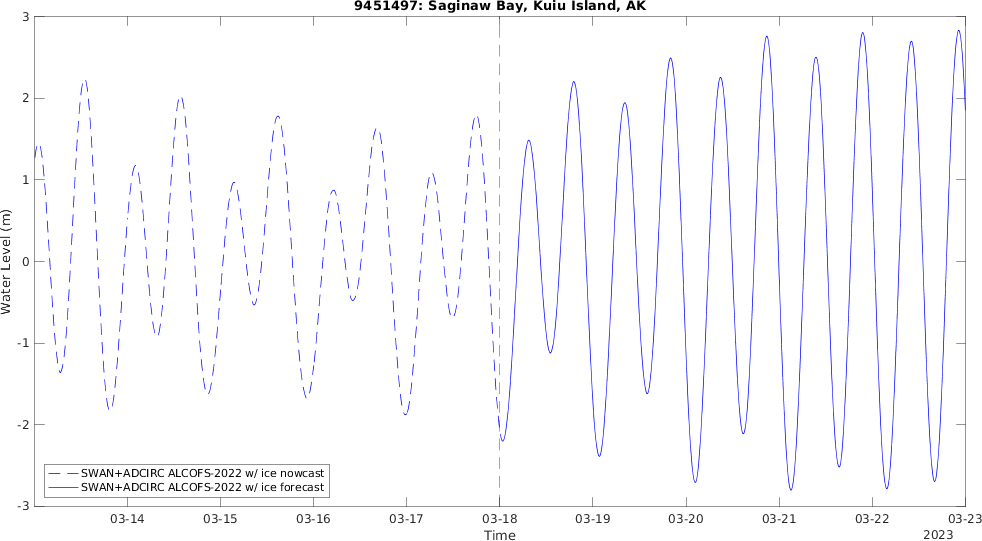 9451497: Saginaw Bay, Kuiu Island, AK
3
2
1
0
-1
-2
-3
Water Level (m)
SWAN+ADCIRC ALCOFS-2022 w/ ice nowcast
SWAN+ADCIRC ALCOFS-2022 w/ ice forecast
03-14 03-15 03-16 03-17 03-18 03-19 03-20 03-21 03-22 03-23
Time
2023